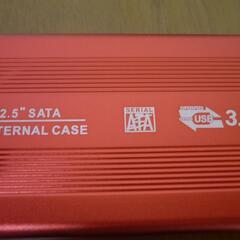 2.5" SATA
TERNAL CASE
SERIAL
ATA
USB
3.